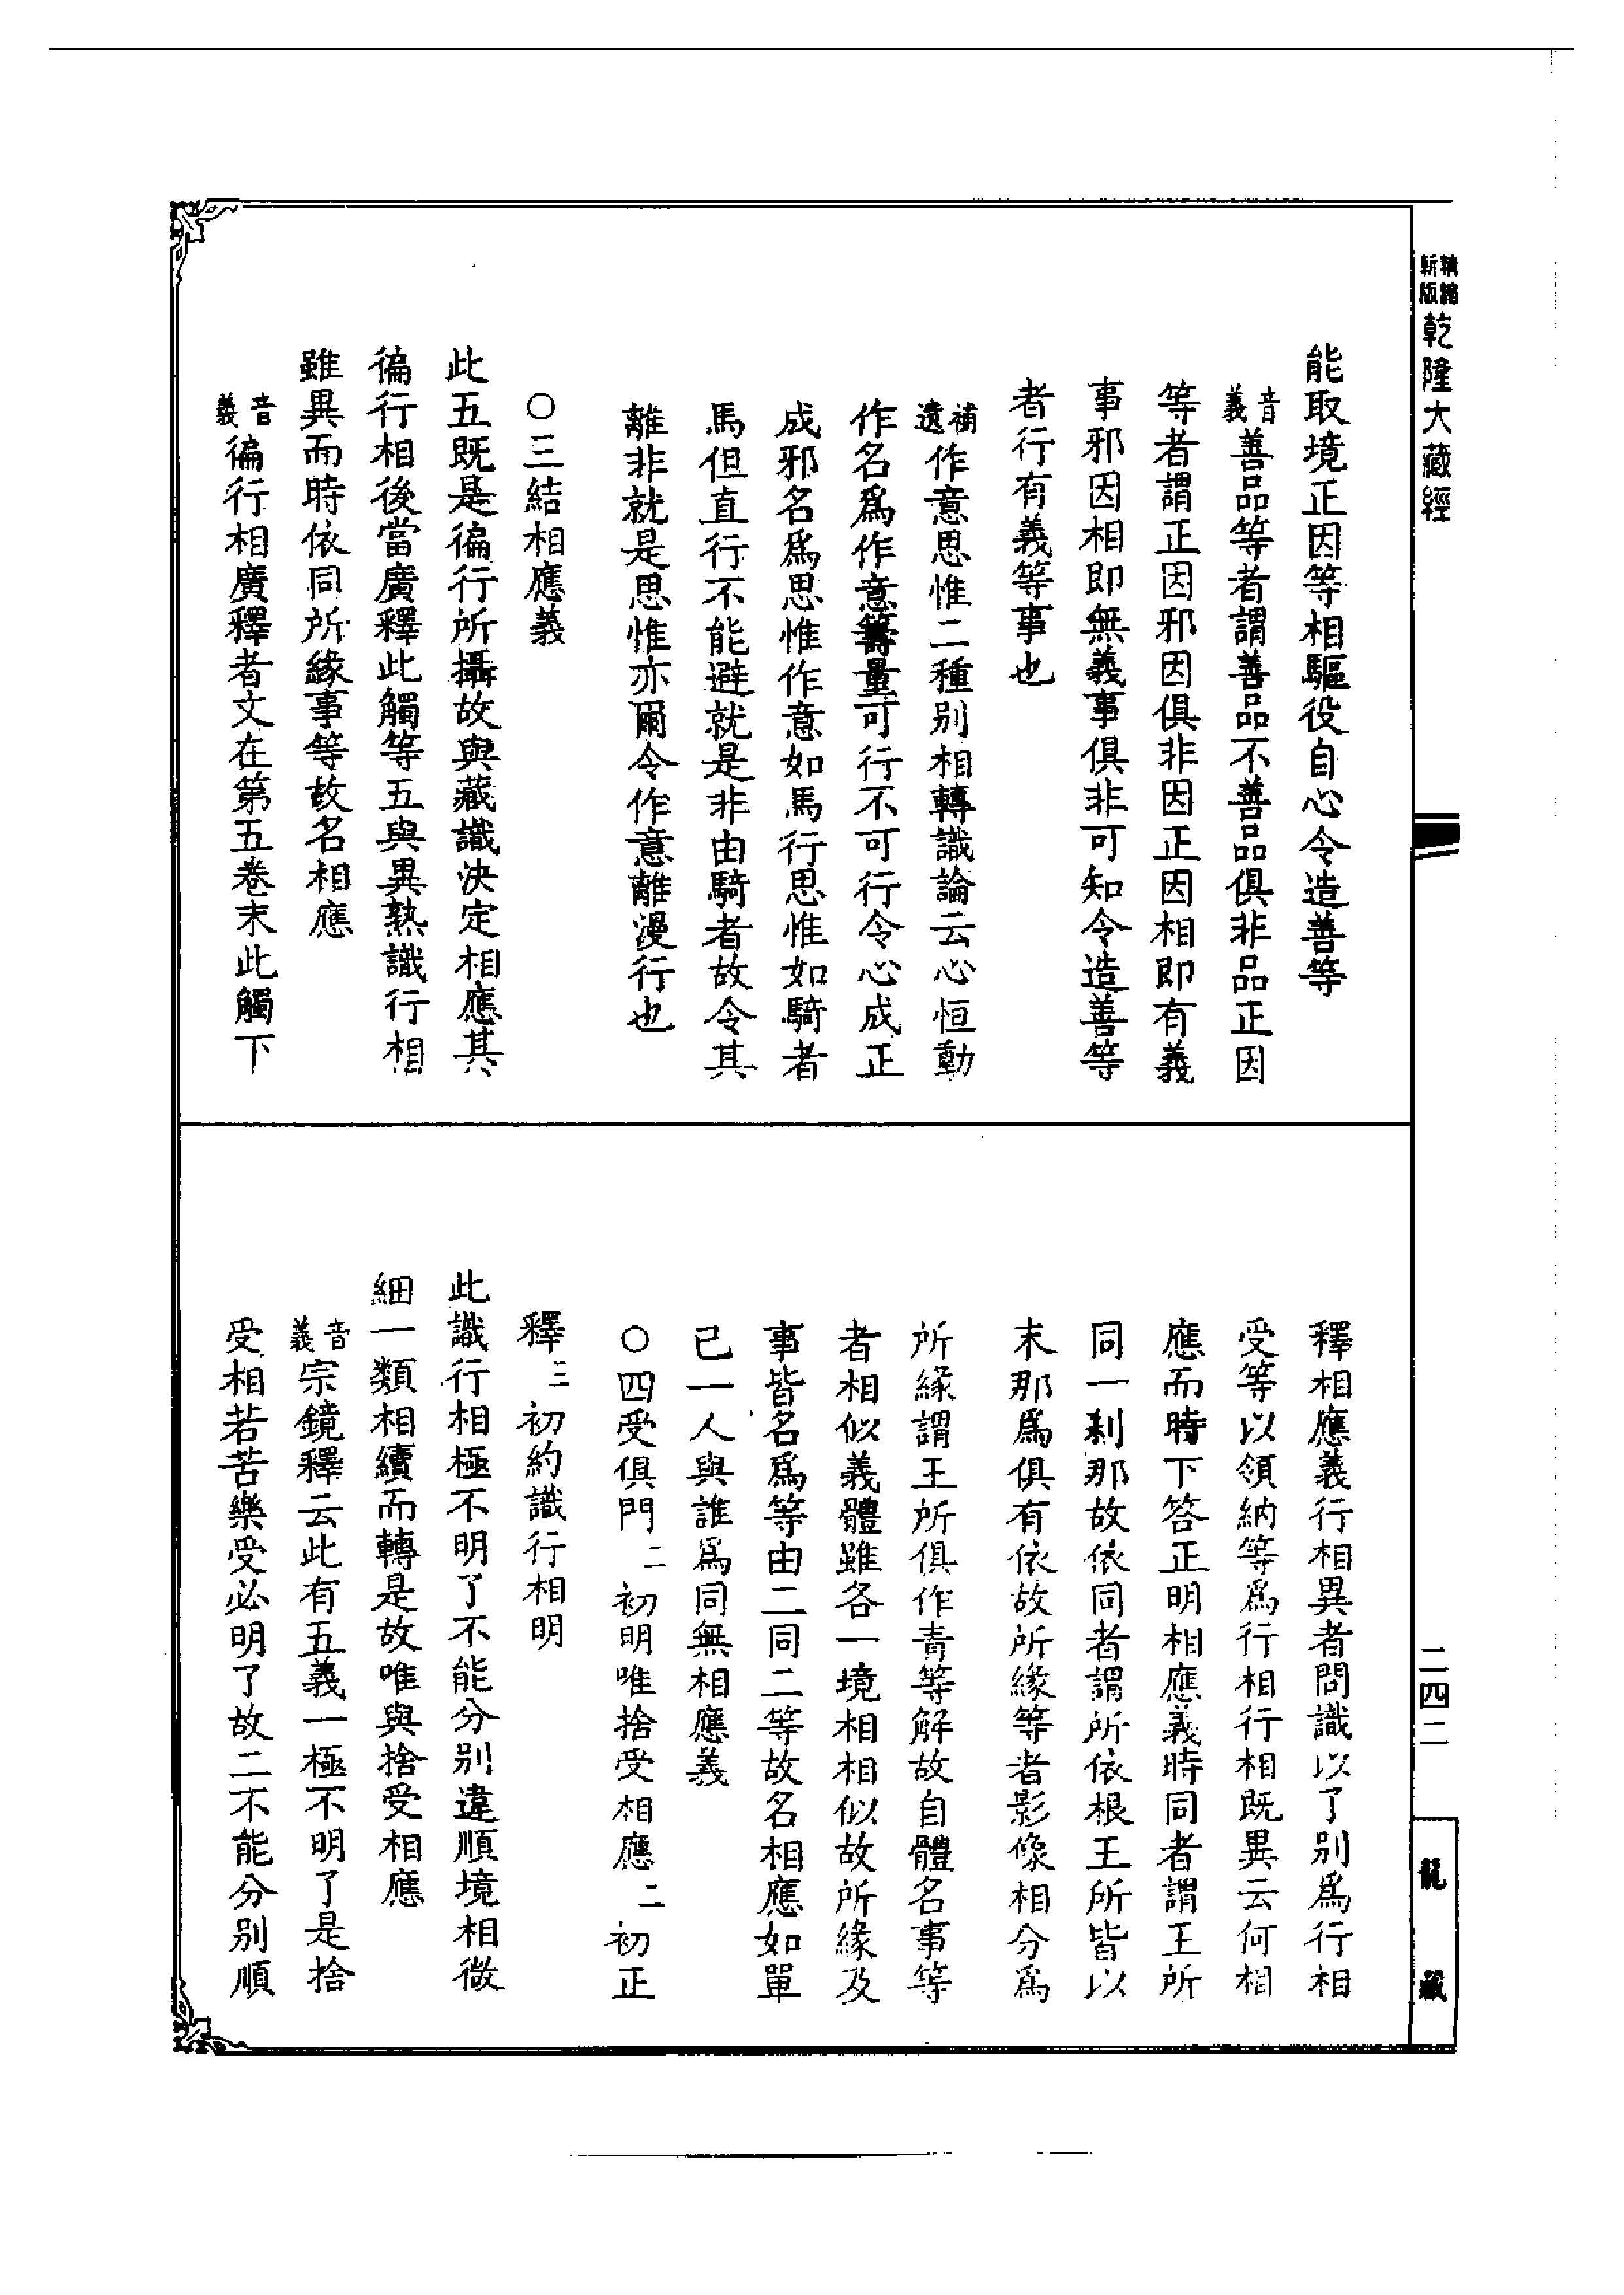 精縮新版乾隆大藏經
能取境正因等相驅役自心令造善等
音義善品等者謂善品不善品俱非品正因
等者謂正因邪因俱非因正因相即有義
事邪因相即無義事俱非可知令造善等
者行有義等事也
補遺作意思惟二種別相轉識論云心恒動
作名爲作意籌量可行不可行令心成正
成邪名爲思惟作意如馬行思惟如騎者
馬但直行不能避就是非由騎者故令其
離非就是思惟亦爾令作意離漫行也
○三結相應義
此五既是徧行所攝故與藏識決定相應其
徧行相後當廣釋此觸等五與異熟識行相
雖異而時依同所緣事等故名相應
音義徧行相廣釋者文在第五卷末此觸下
釋相應義行相異者問識以了別爲行相
受等以領納等爲行相行相既異云何相
應而時下答正明相應義時同者謂王所
同一刹那故依同者謂所依根王所皆以
末那爲俱有依故所緣等者影像相分爲
所緣謂王所俱作青等解故自體名事等
者相似義體雖各一境相相似故所緣及
事皆名爲等由二同二等故名相應如單
已一人與誰爲同無相應義
○四受俱門二初明唯捨受相應二初正
釋三初約識行相明
此識行相極不明了不能分別違順境相微
細一類相續而轉是故唯與捨受相應
音義宗鏡釋云此有五義一極不明了是捨
受相若苦樂受必明了故二不能分別順
二四二
龍藏